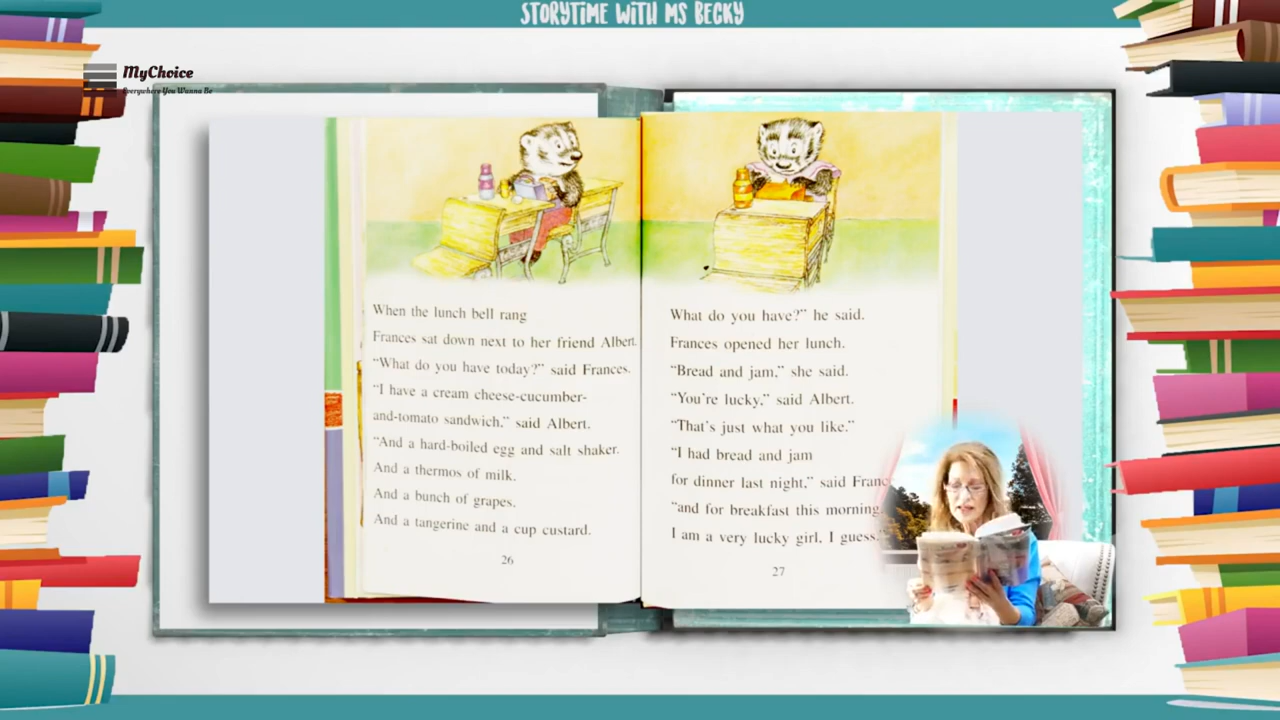 STORYTIME WITH MS BECKY
MyChoice
Everywhere You Wanna Be
When the lunch bell rang
Frances sat down next to her friend Albert.
“What do you have today?” said Frances.
“I have a cream cheese-cucumber-
and-tomato sandwich,” said Albert.
“And a hard-boiled egg and salt shaker.
And a thermos of milk.
And a bunch of grapes.
And a tangerine and a cup custard.
26
What do you have?” he said.
Frances opened her lunch.
“Bread and jam,” she said.
“You’re lucky,” said Albert.
“That’s just what you like.”
“I had bread and jam
for dinner last night,” said Franc
“and for breakfast this morning.
I am a very lucky girl, I guess.”
27